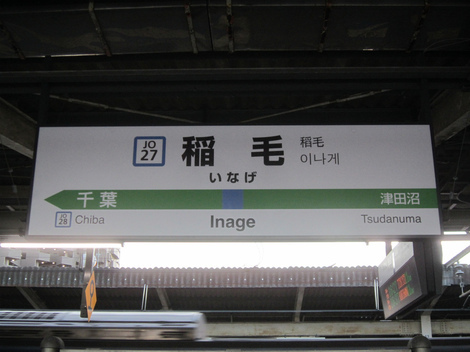 JO
27
稲毛
稲毛
이나게
いなげ
千葉
津田沼
JO
28
Chiba
Inage
Tsudanuma